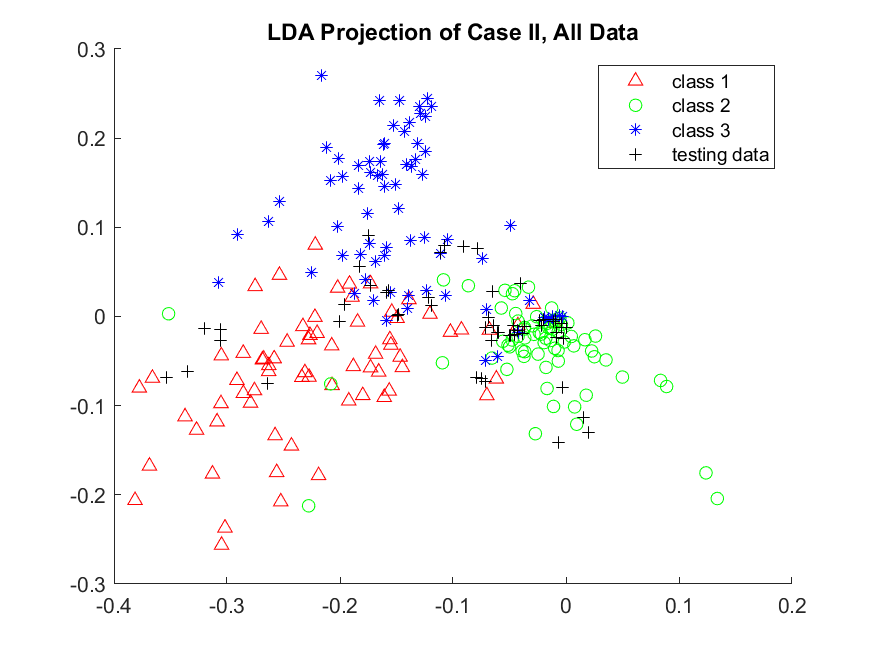 LDA Projection of Case II, All Data
0.3
class 1
class 2
class 3
testing data
0.2
0.1
0
-0.1
-0.2
-0.3
-0.4 -0.3 -0.2 -0.1 0 0.1 0.2